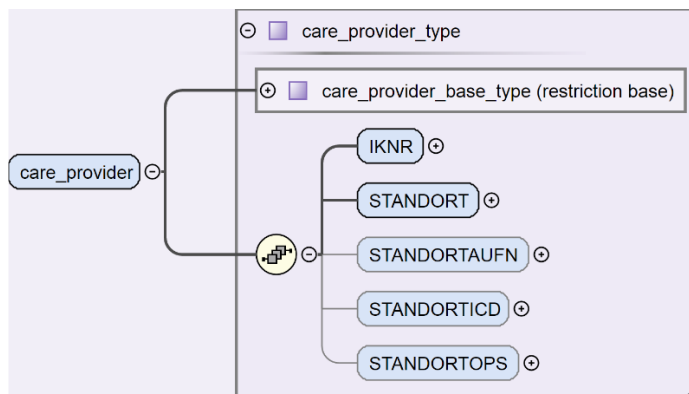 care_provider_type
care_provider_base_type (restriction base)
IKNR
care_provider
STANDORT
STANDORTAUFN
STANDORTICD
STANDORTOPS